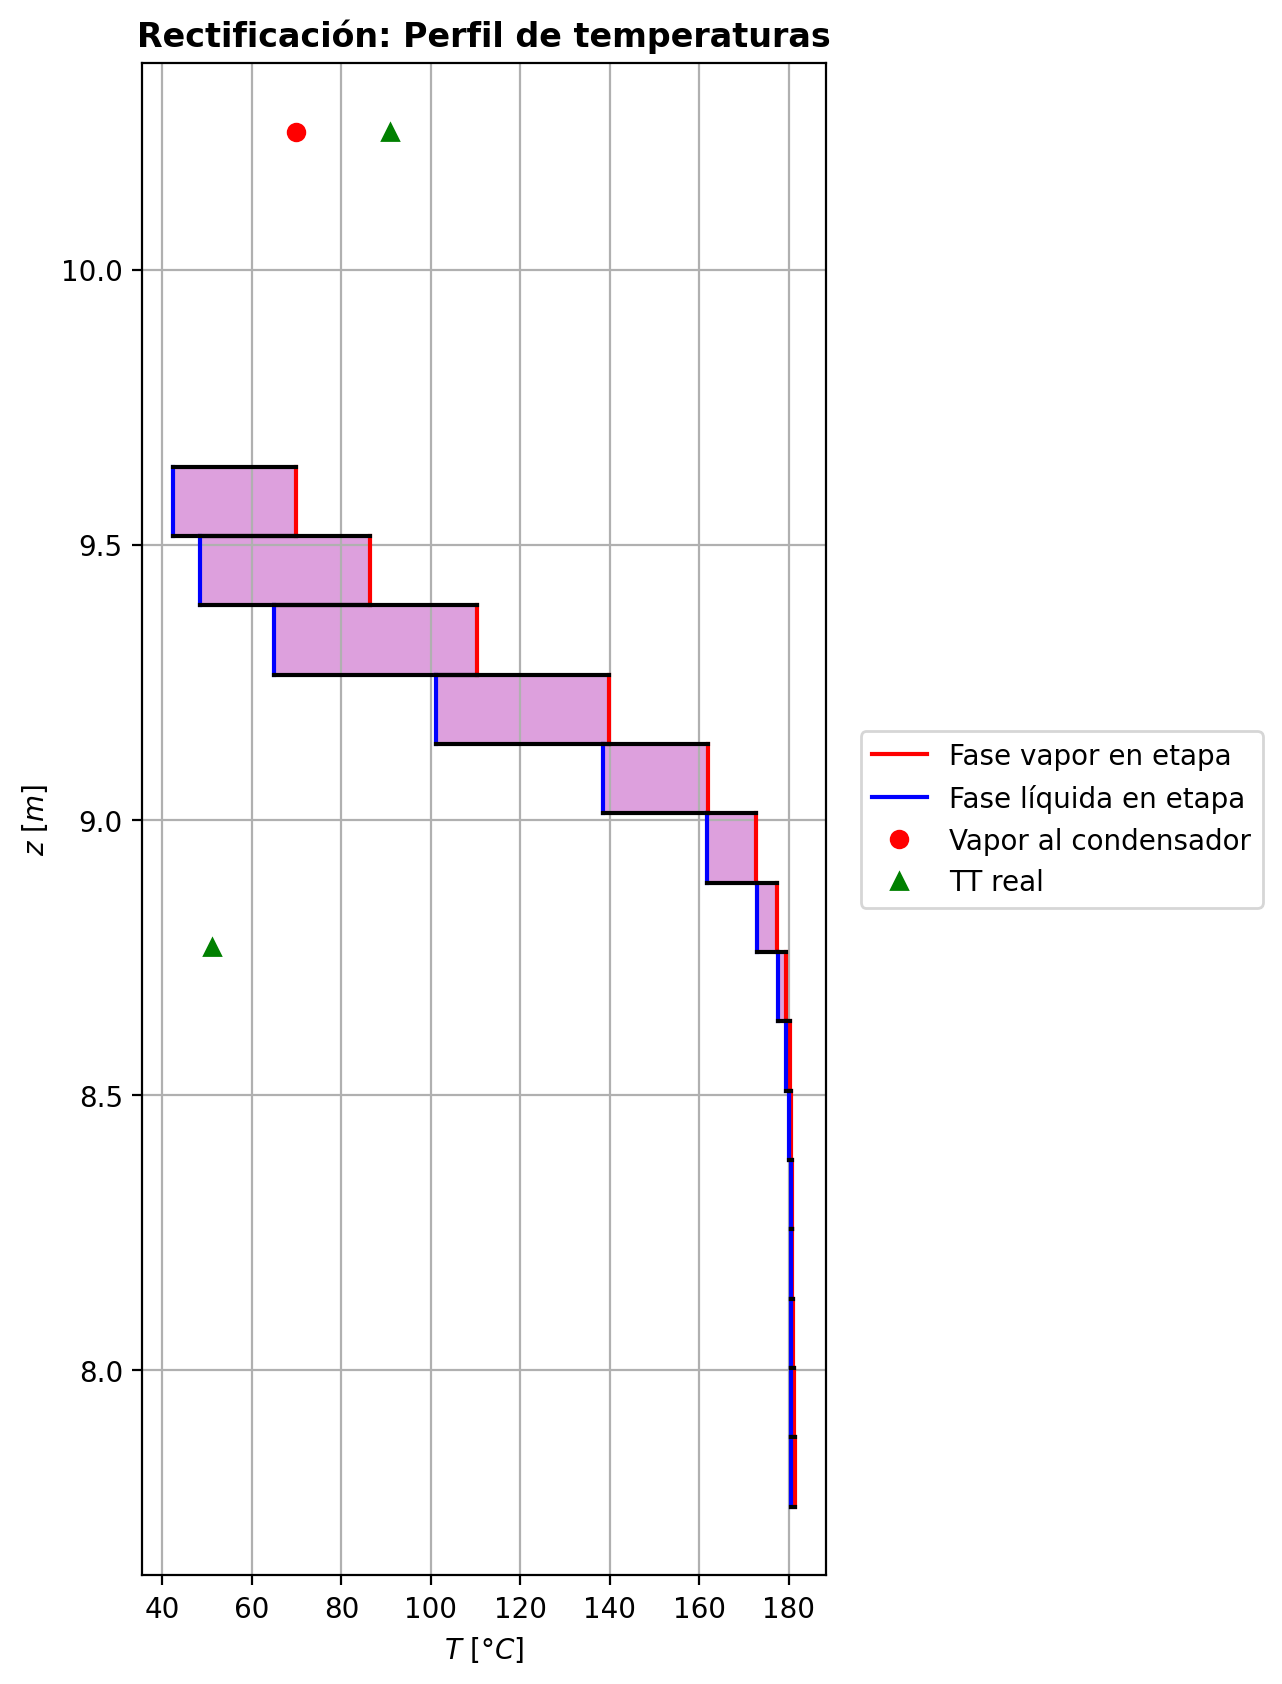 Rectificación: Perfil de temperaturas
10.0
9.5
9.0
8.5
8.0
z [m]
40 60 80 100 120 140 160 180
T [°C]
Fase vapor en etapa
Fase líquida en etapa
Vapor al condensador
TT real